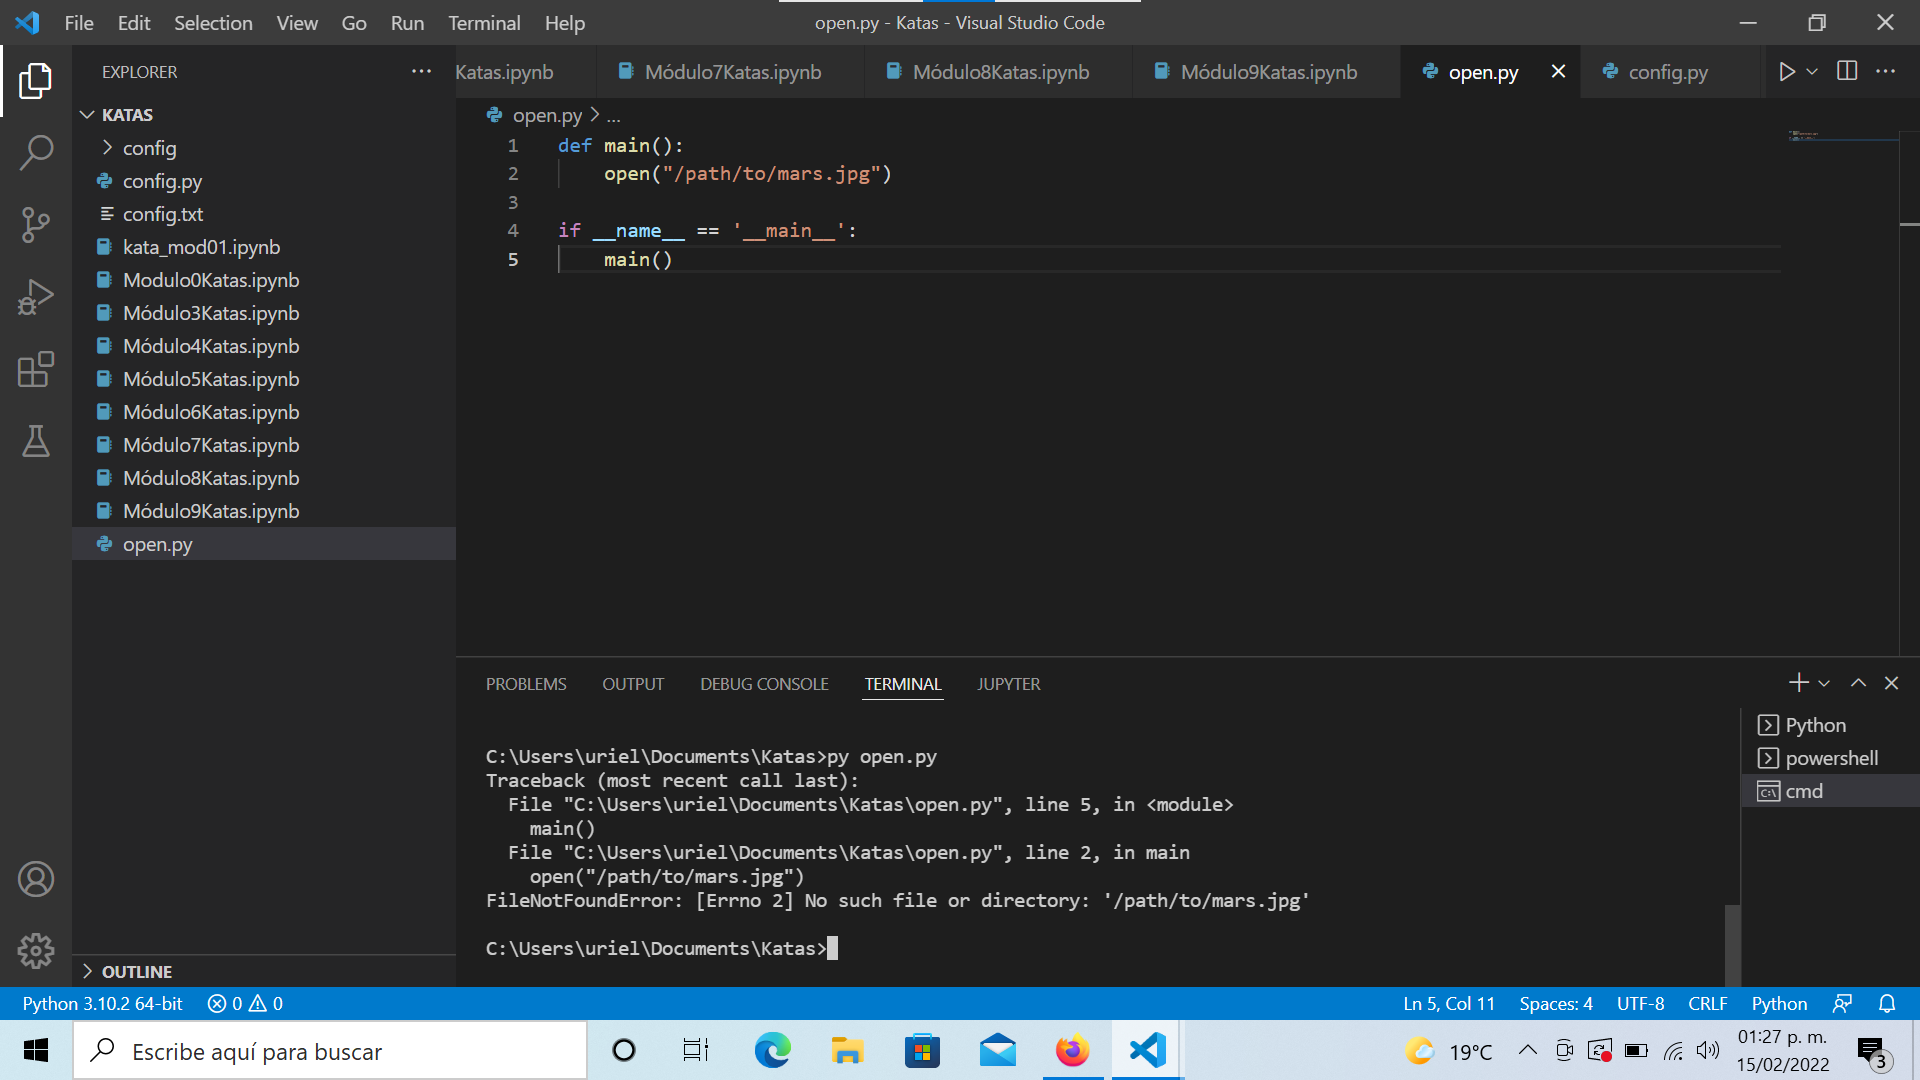 File Edit Selection View Go Run Terminal Help
open.py - Katas - Visual Studio Code
EXPLORER
KATAS
config
config.py
config.txt
kata_mod01.ipynb
Modulo0Katas.ipynb
Módulo3Katas.ipynb
Módulo4Katas.ipynb
Módulo5Katas.ipynb
Módulo6Katas.ipynb
Módulo7Katas.ipynb
Módulo8Katas.ipynb
Módulo9Katas.ipynb
open.py
OUTLINE
Katas.ipynb Módulo7Katas.ipynb Módulo8Katas.ipynb Módulo9Katas.ipynb open.py config.py
open.py > ...
1 def main():
2     open("/path/to/mars.jpg")
3
4 if __name__ == '__main__':
5     main()
PROBLEMS OUTPUT DEBUG CONSOLE TERMINAL JUPYTER
C:\Users\uriel\Documents\Katas>py open.py
Traceback (most recent call last):
  File "C:\Users\uriel\Documents\Katas\open.py", line 5, in <module>
    main()
  File "C:\Users\uriel\Documents\Katas\open.py", line 2, in main
    open("/path/to/mars.jpg")
FileNotFoundError: [Errno 2] No such file or directory: '/path/to/mars.jpg'
C:\Users\uriel\Documents\Katas>
Python
powershell
cmd
Python 3.10.2 64-bit 0 0
Ln 5, Col 11 Spaces: 4 UTF-8 CRLF Python
Escribe aquí para buscar
19°C
01:27 p. m.
15/02/2022
3